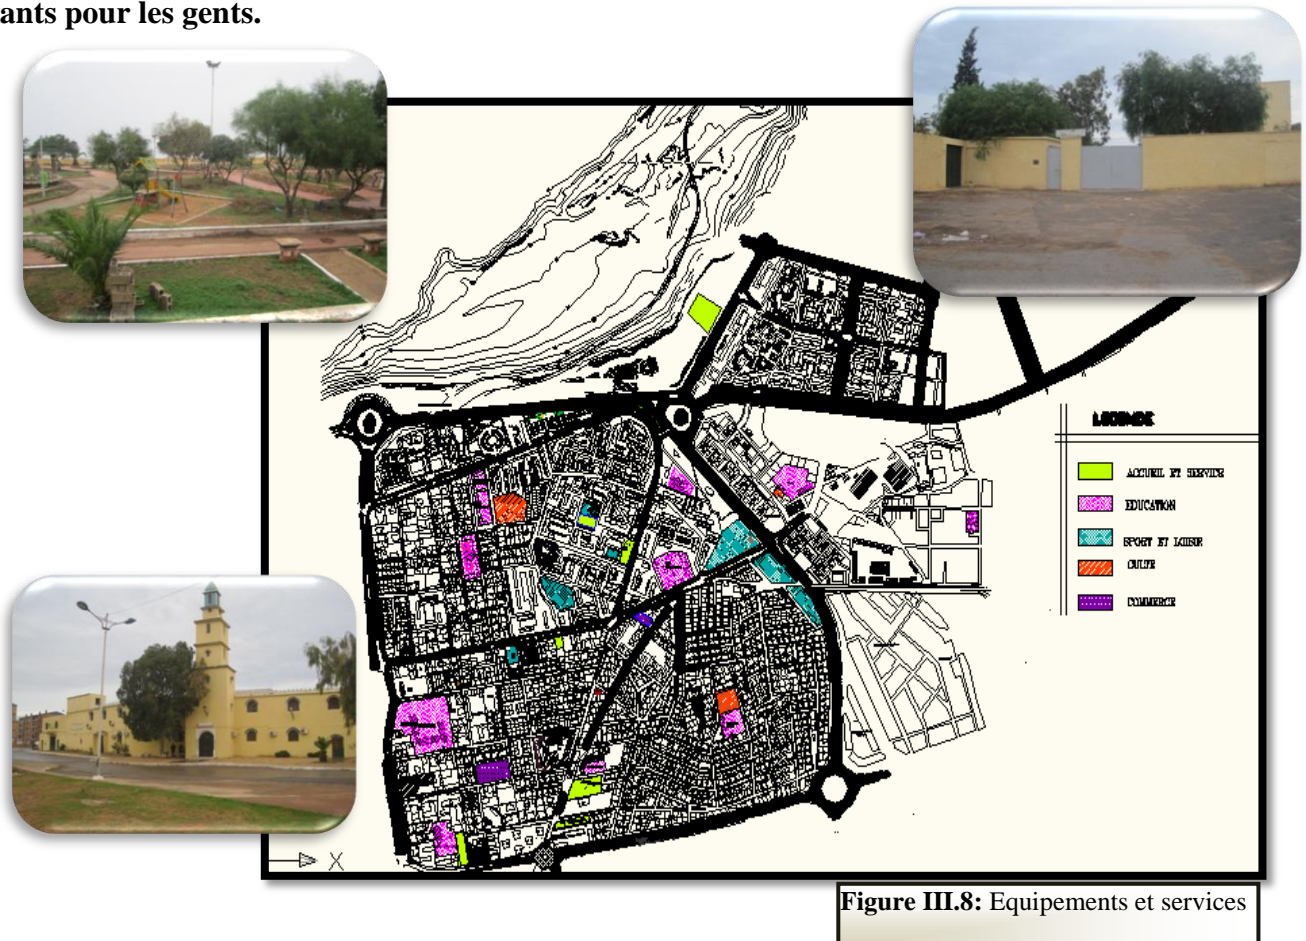 ants pour les gents.
LEGENDE
ACCUEIL ET SERVICE
EDUCATION
SPORT ET LOISIR
CULTE
COMMERCE
X
Figure III.8: Equipements et services